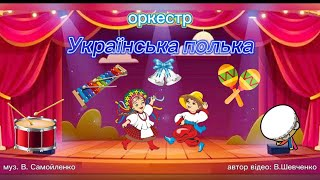 оркестр
Українська полька
муз. В. Самойленко
автор відео: В.Шевченко